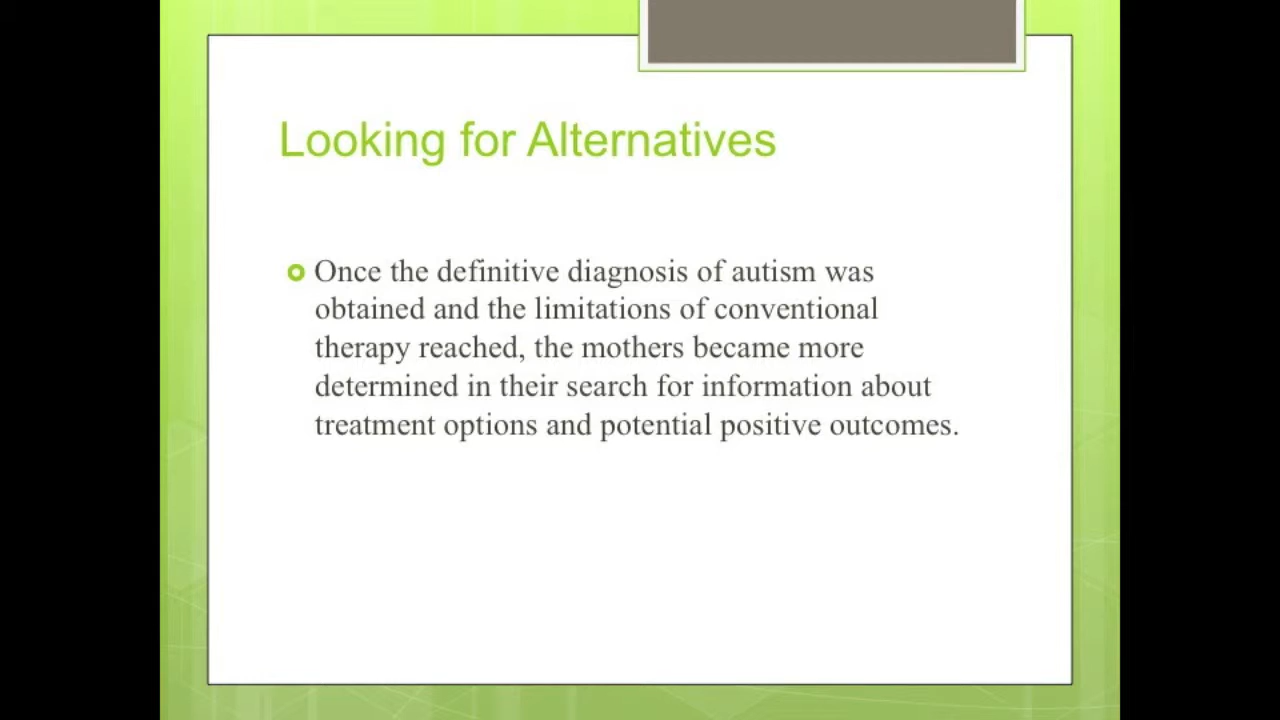 Looking for Alternatives
Once the definitive diagnosis of autism was
obtained and the limitations of conventional
therapy reached, the mothers became more
determined in their search for information about
treatment options and potential positive outcomes.